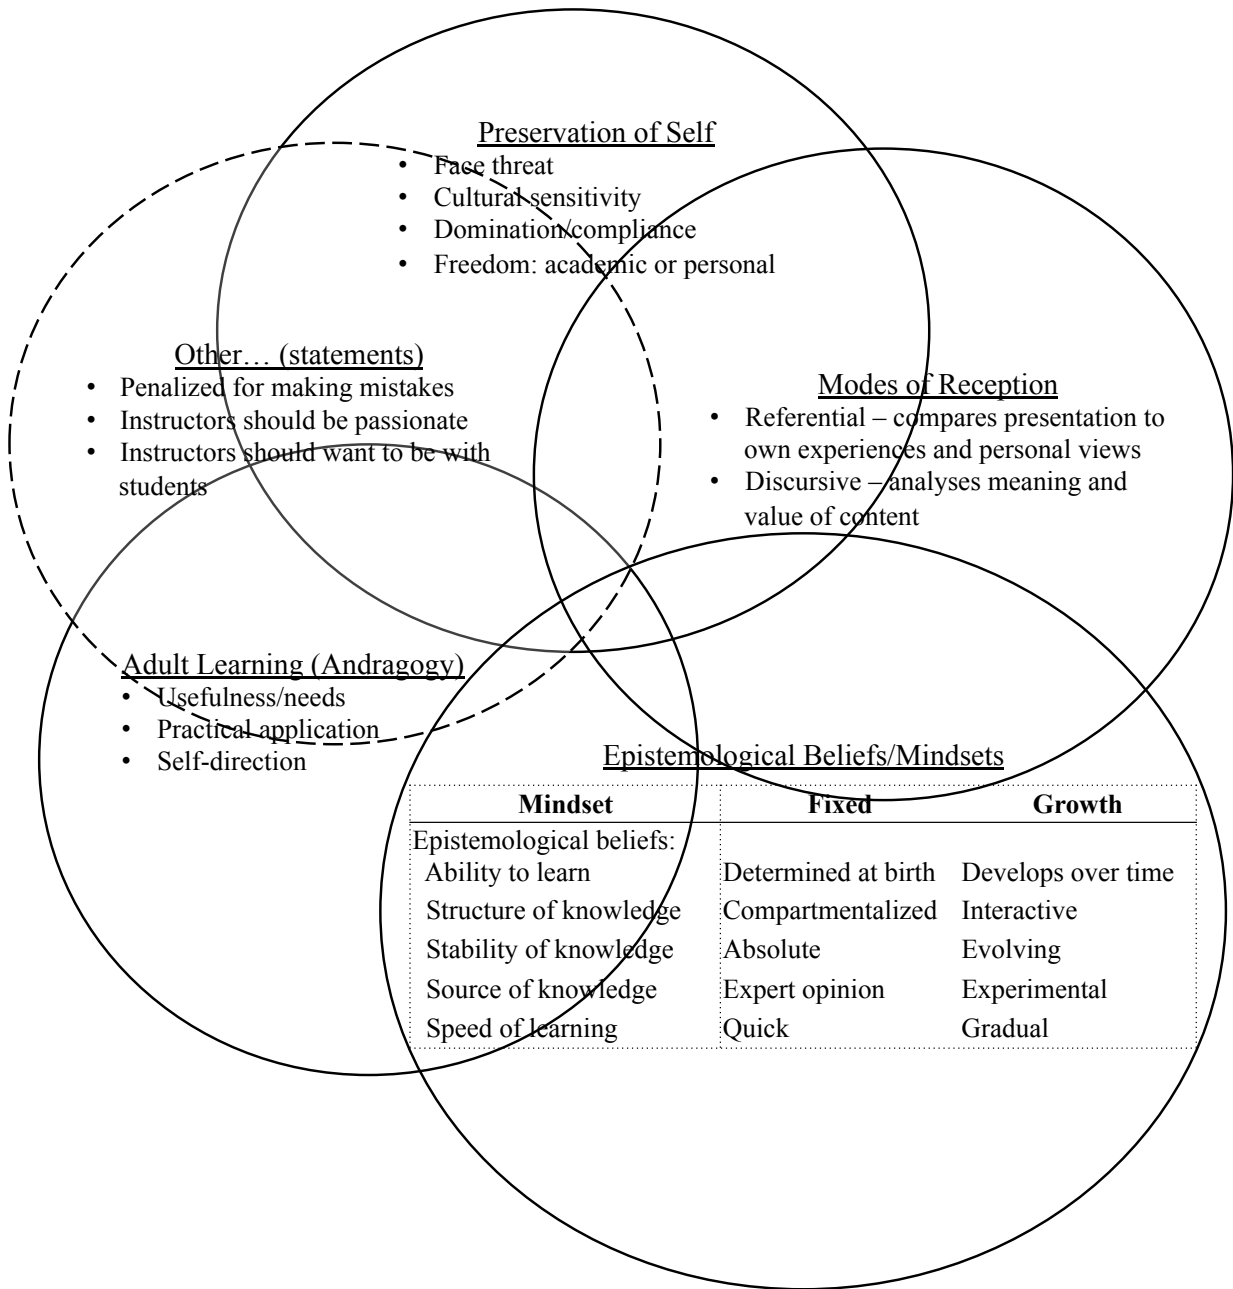 Preservation of Self
• Face threat
• Cultural sensitivity
• Domination/compliance
• Freedom: academic or personal
Other… (statements)
• Penalized for making mistakes
• Instructors should be passionate
• Instructors should want to be with
students
Modes of Reception
• Referential – compares presentation to
own experiences and personal views
• Discursive – analyses meaning and
value of content
Adult Learning (Andragogy)
• Usefulness/needs
• Practical application
• Self-direction
Epistemological Beliefs/Mindsets
Mindset Fixed Growth
Epistemological beliefs:
Ability to learn Determined at birth Develops over time
Structure of knowledge Compartmentalized Interactive
Stability of knowledge Absolute Evolving
Source of knowledge Expert opinion Experimental
Speed of learning Quick Gradual